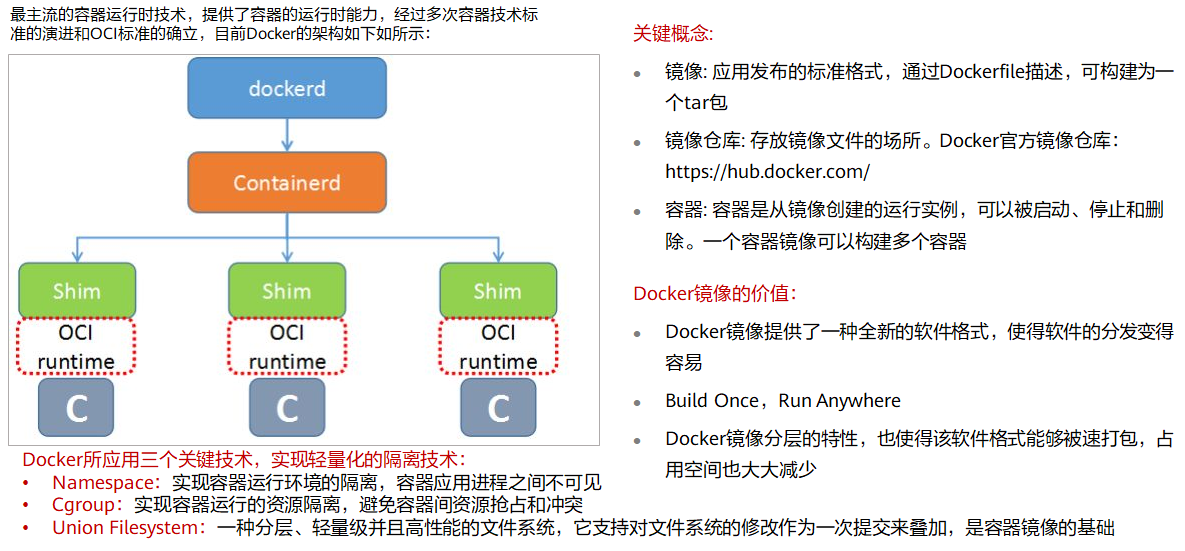 最主流的容器运行时技术，提供了容器的运行时能力，经过多次容器技术标
准的演进和OCI标准的确立，目前Docker的架构如下如所示：
dockerd
Containerd
Shim
OCI
runtime
C
Shim
OCI
runtime
C
Shim
OCI
runtime
C
Docker所应用三个关键技术，实现轻量化的隔离技术：
• Namespace：实现容器运行环境的隔离，容器应用进程之间不可见
• Cgroup：实现容器运行的资源隔离，避免容器间资源抢占和冲突
• Union Filesystem：一种分层、轻量级并且高性能的文件系统，它支持对文件系统的修改作为一次提交来叠加，是容器镜像的基础
关键概念:
• 镜像: 应用发布的标准格式，通过Dockerfile描述，可构建为一
个tar包
• 镜像仓库: 存放镜像文件的场所。Docker官方镜像仓库：
https://hub.docker.com/
• 容器: 容器是从镜像创建的运行实例，可以被启动、停止和删
除。一个容器镜像可以构建多个容器
Docker镜像的价值：
• Docker镜像提供了一种全新的软件格式，使得软件的分发变得
容易
• Build Once，Run Anywhere
• Docker镜像分层的特性，也使得该软件格式能够被速打包，占
用空间也大大减少